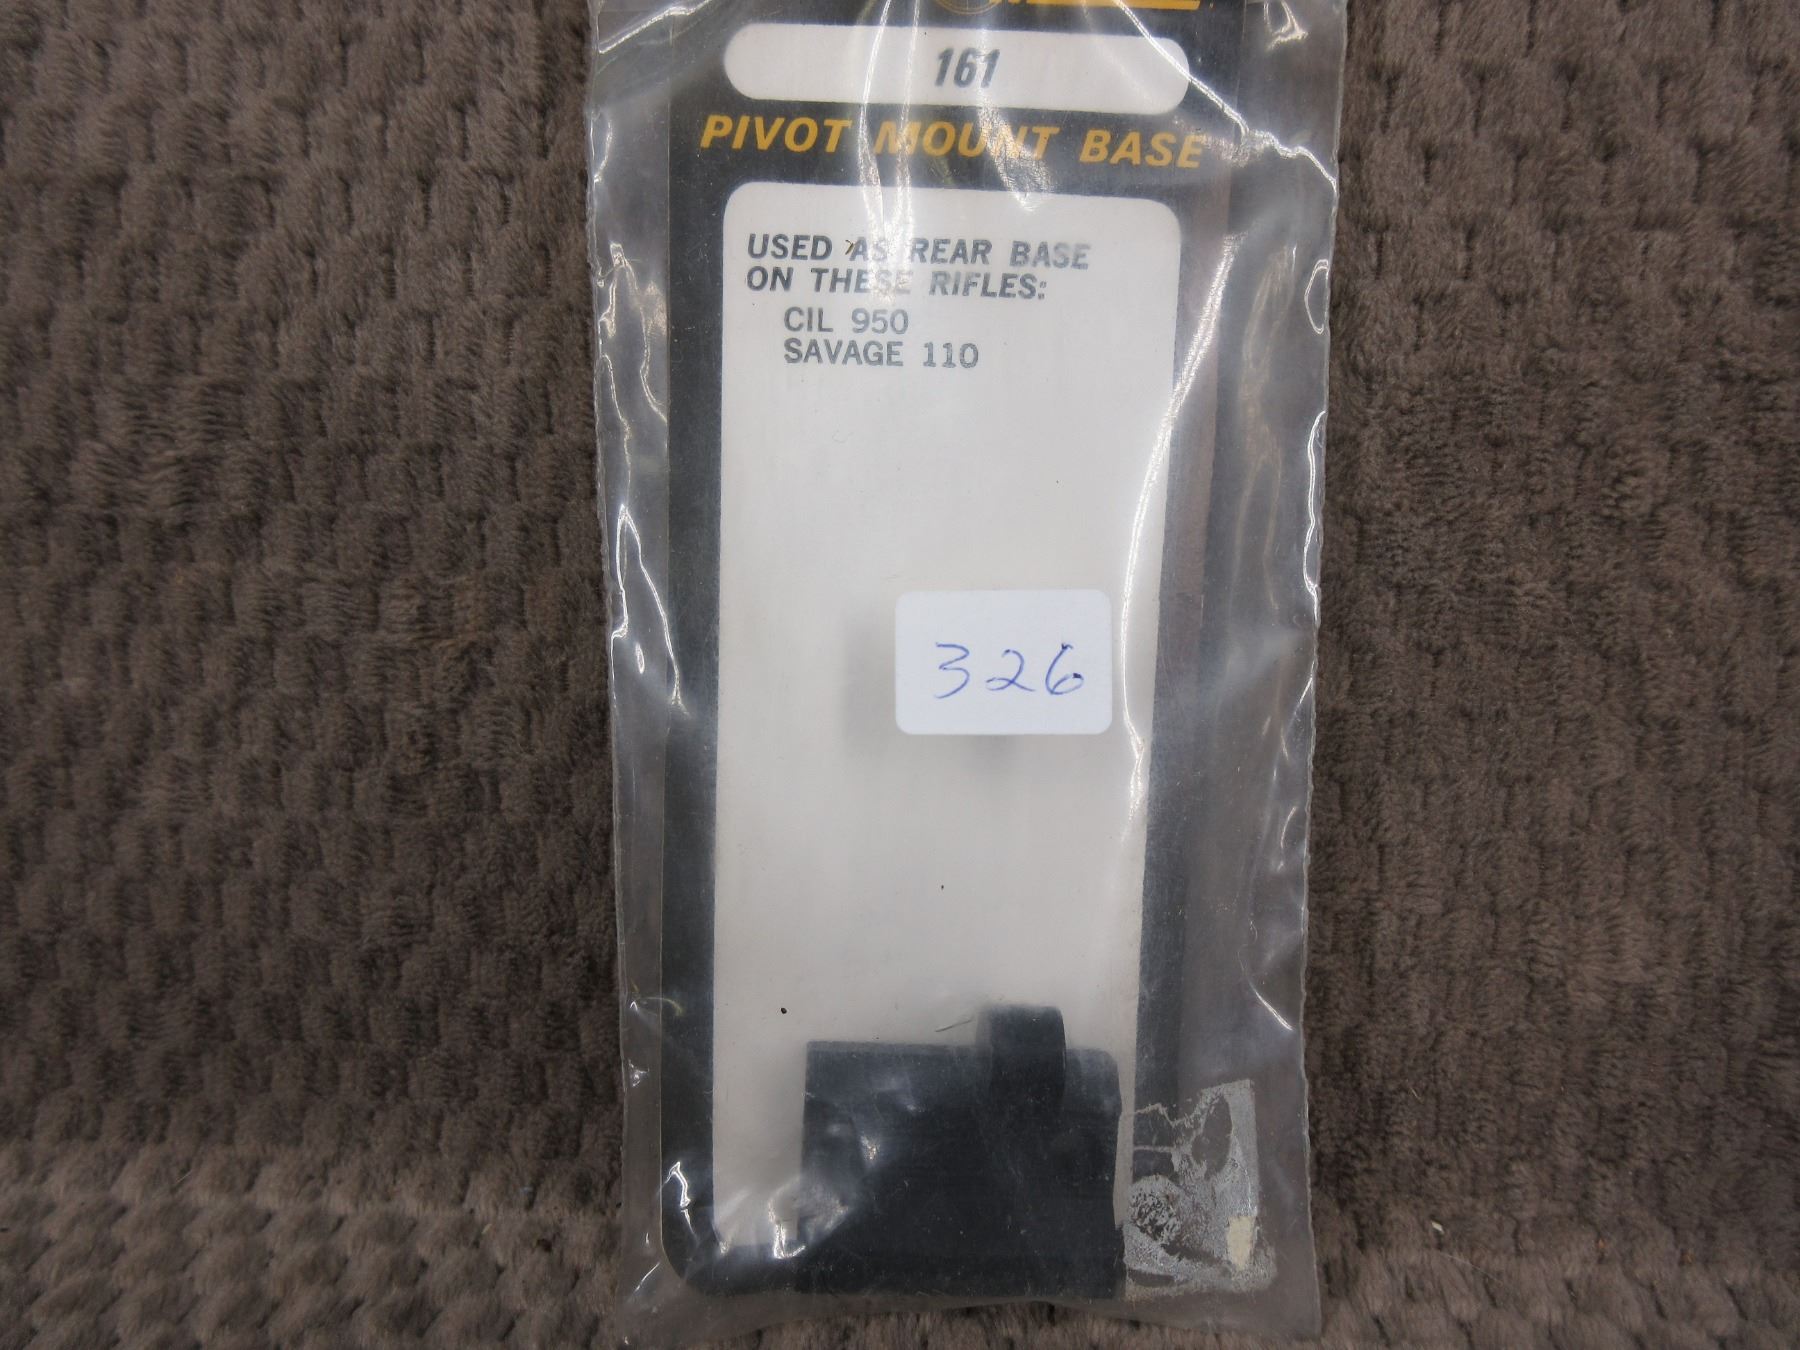 161
PIVOT MOUNT BASE
USED AS REAR BASE
ON THESE RIFLES:
CIL 950
SAVAGE 110
326